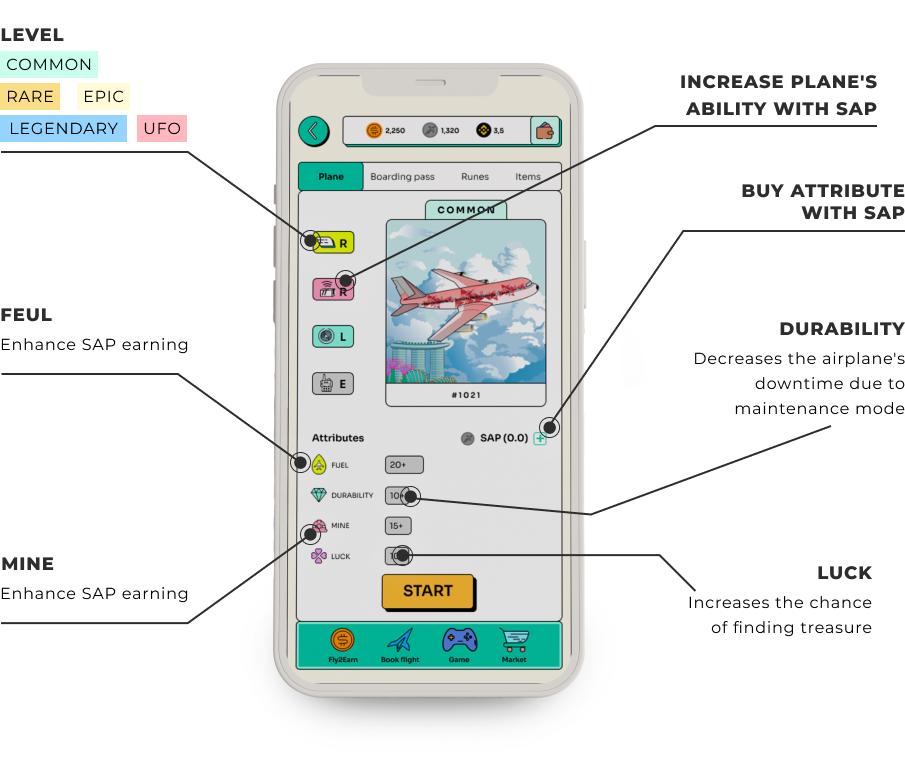 LEVEL
COMMON
RARE EPIC
LEGENDARY UFO
INCREASE PLANE'S
ABILITY WITH SAP
BUY ATTRIBUTE
WITH SAP
FEUL
Enhance SAP earning
DURABILITY
Decreases the airplane's
downtime due to
maintenance mode
MINE
Enhance SAP earning
LUCK
Increases the chance
of finding treasure
2,250 1,320 3,5
Plane Boarding pass Runes Items
COMMON
R
R
L
E
#1021
Attributes SAP (0.0) +
FUEL 20+
DURABILITY
MINE 15+
LUCK
START
Fly2Earn Book flight Game Market